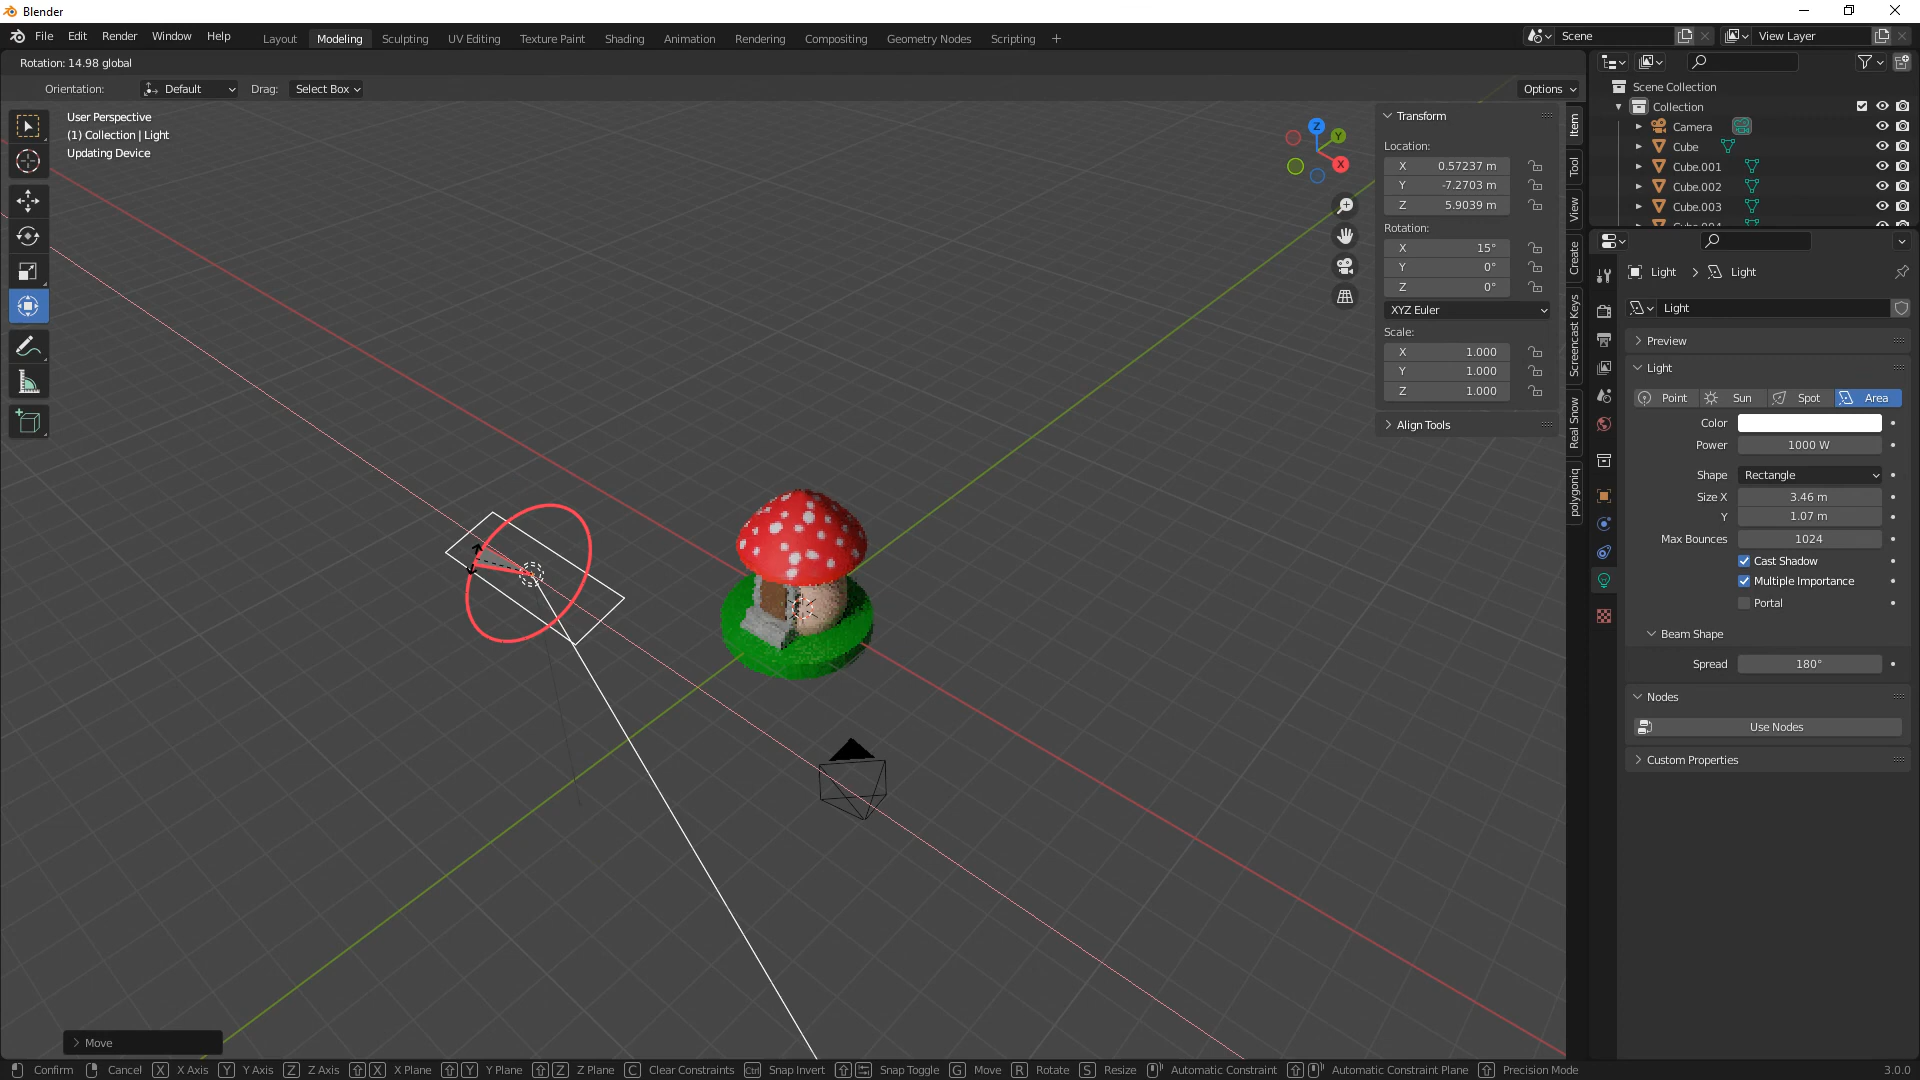 Blender
File Edit Render Window Help Layout Modeling Sculpting UV Editing Texture Paint Shading Animation Rendering Compositing Geometry Nodes Scripting + Scene View Layer
Rotation: 14.98 global
Orientation: Default Drag: Select Box Options
User Perspective
(1) Collection | Light
Updating Device
Z
Y
X
Transform
Location:
X 0.57237 m
Y -7.2703 m
Z 5.9039 m
Rotation:
X 15°
Y 0°
Z 0°
XYZ Euler
Scale:
X 1.000
Y 1.000
Z 1.000
Align Tools
Item
Tool
View
Create
Screencast Keys
Real Snow
polygoniq
Scene Collection
Collection
Camera
Cube
Cube.001
Cube.002
Cube.003
Light > Light
Light
Preview
Light
Point Sun Spot Area
Color
Power 1000 W
Shape Rectangle
Size X 3.46 m
Y 1.07 m
Max Bounces 1024
Cast Shadow
Multiple Importance
Portal
Beam Shape
Spread 180°
Nodes
Use Nodes
Custom Properties
Move
Confirm Cancel X X Axis Y Y Axis Z Z Axis X X Plane Y Y Plane Z Z Plane C Clear Constraints Ctrl Snap Invert Snap Toggle G Move R Rotate S Resize Automatic Constraint Automatic Constraint Plane Precision Mode 3.0.0